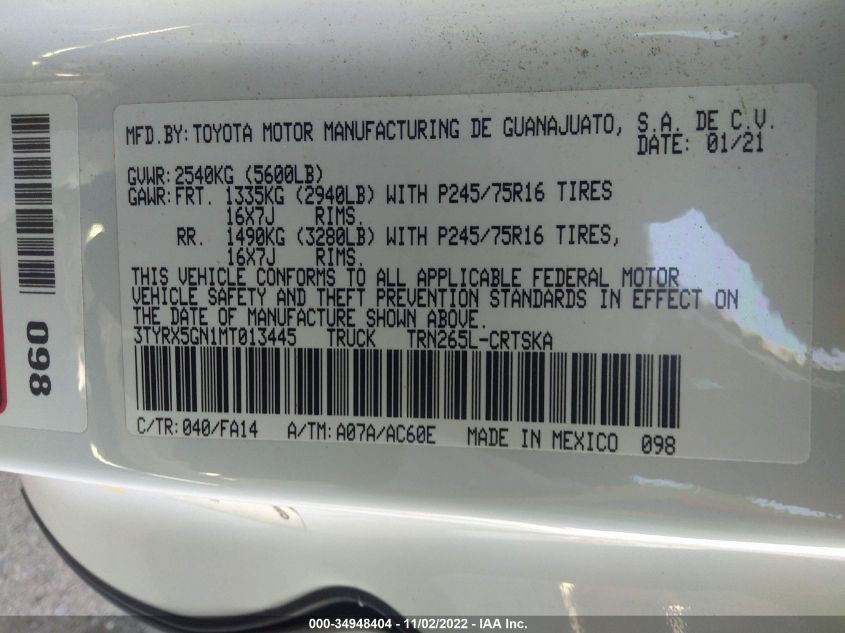 MFD.BY: TOYOTA MOTOR MANUFACTURING DE GUANAJUATO, S.A. DE C.V.
DATE: 01/21
GVWR: 2540KG (5600LB)
GAWR: FRT. 1335KG (2940LB) WITH P245/75R16 TIRES
16X7J RIMS.
RR. 1490KG (3280LB) WITH P245/75R16 TIRES,
16X7J RIMS.
THIS VEHICLE CONFORMS TO ALL APPLICABLE FEDERAL MOTOR
VEHICLE SAFETY AND THEFT PREVENTION STANDARDS IN EFFECT ON
THE DATE OF MANUFACTURE SHOWN ABOVE.
3TYRX5GN1MT013445 TRUCK TRN265L-CRTSKA
C/TR: 040/FA14 A/TM: A07A/AC60E MADE IN MEXICO 098
098
000-34948404 - 11/02/2022 - IAA Inc.